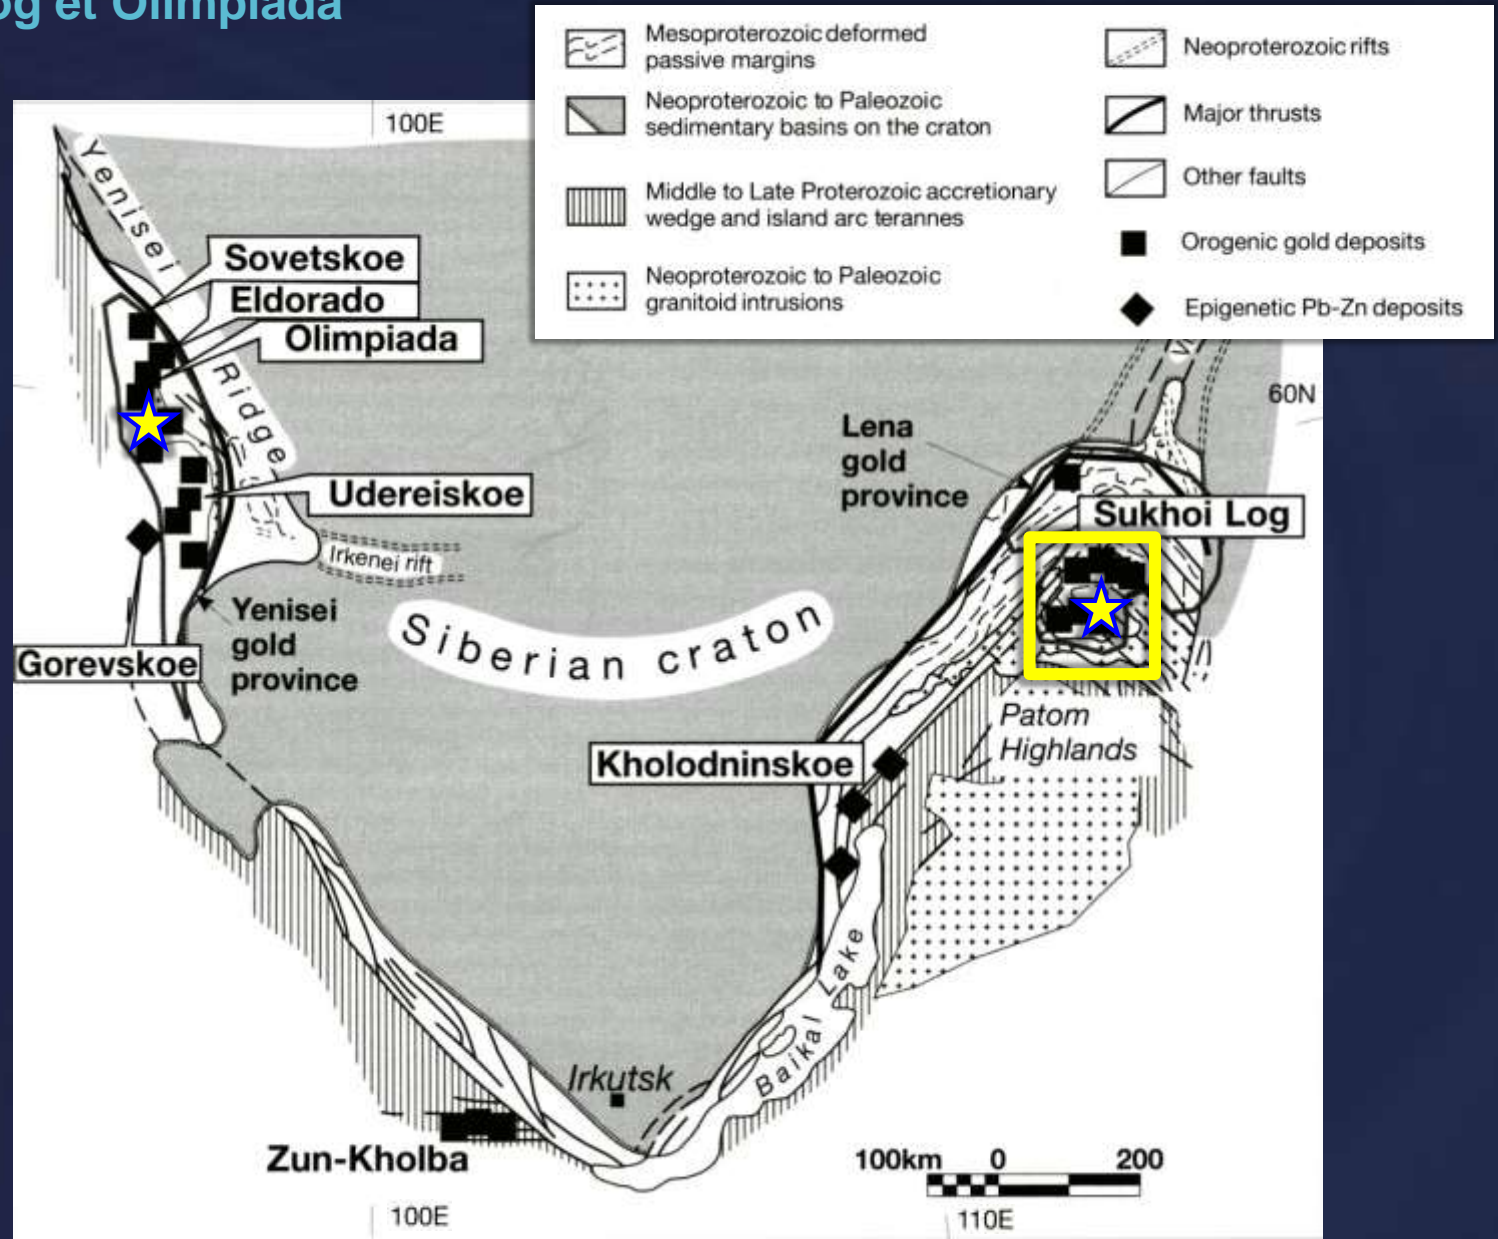 et Olimpiada
Mesoproterozoic deformed
passive margins
Neoproterozoic to Paleozoic
sedimentary basins on the craton
Middle to Late Proterozoic accretionary
wedge and island arc terannes
Neoproterozoic to Paleozoic
granitoid intrusions
Neoproterozoic rifts
Major thrusts
Other faults
Orogenic gold deposits
Epigenetic Pb-Zn deposits
100E
Yenisei
Ridge
Sovetskoe
Eldorado
Olimpiada
60N
Lena
gold
province
Udereiskoe
Sukhoi Log
Irkenei rift
Yenisei
gold
province
Siberian craton
Gorevskoe
Patom
Highlands
Kholodninskoe
Baikal Lake
Irkutsk
Zun-Kholba
100km 0 200
100E
110E